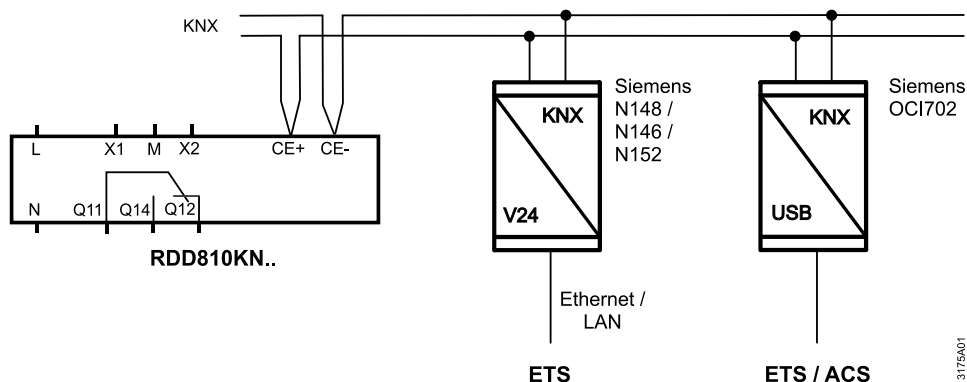 KNX
Siemens
N148 /
N146 /
N152
Siemens
OCI702
KNX
KNX
L X1 M X2 CE+ CE-
N Q11 Q14 Q12
V24
USB
RDD810KN..
Ethernet /
LAN
ETS
ETS / ACS
3175A01